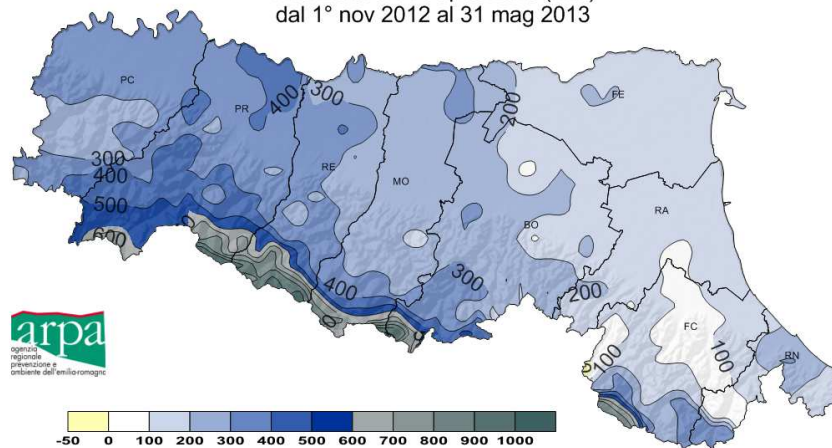 dal 1° nov 2012 al 31 mag 2013
PC
PR
400
300
200
FE
RE
MO
300
400
500
600
BO
RA
300
400
200
FC
100
100
RN
arpa
agenzia
regionale
prevenzione e
ambiente dell'emilia-romagna
-50 0 100 200 300 400 500 600 700 800 900 1000